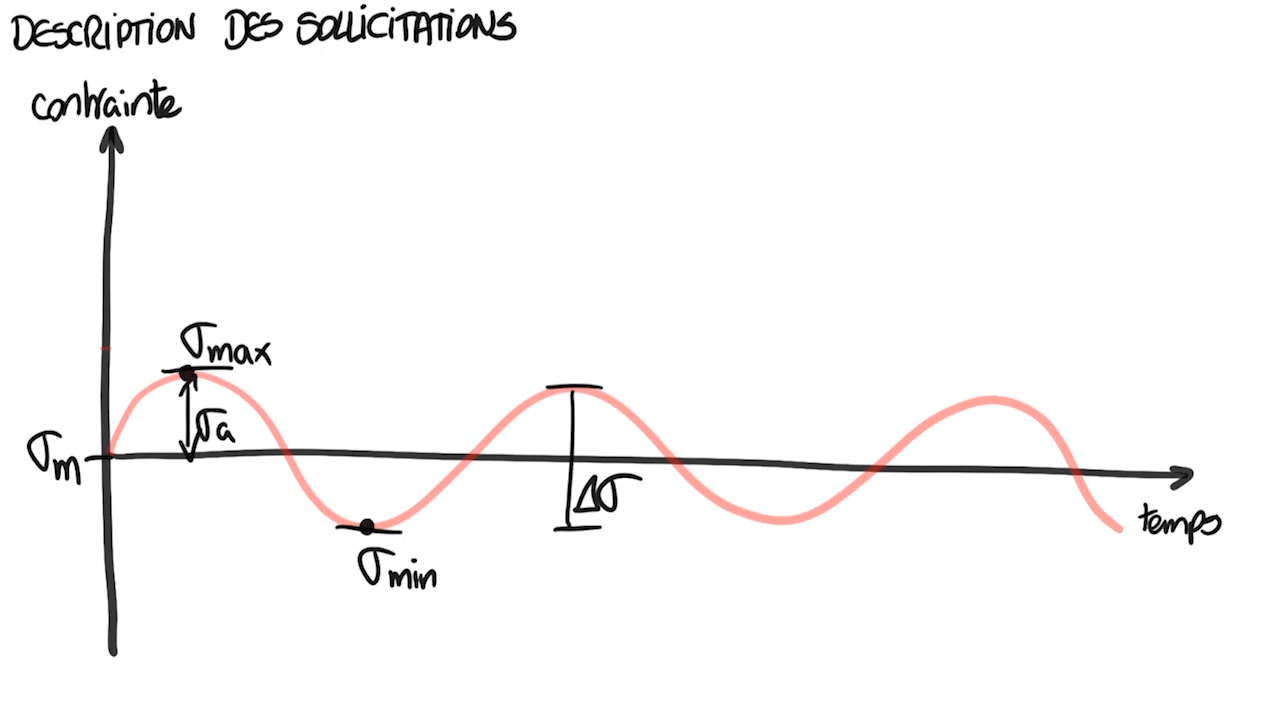 DESCRIPTION DES SOLLICITATIONS
contrainte
σmax
σa
σm
Δσ
temps
σmin